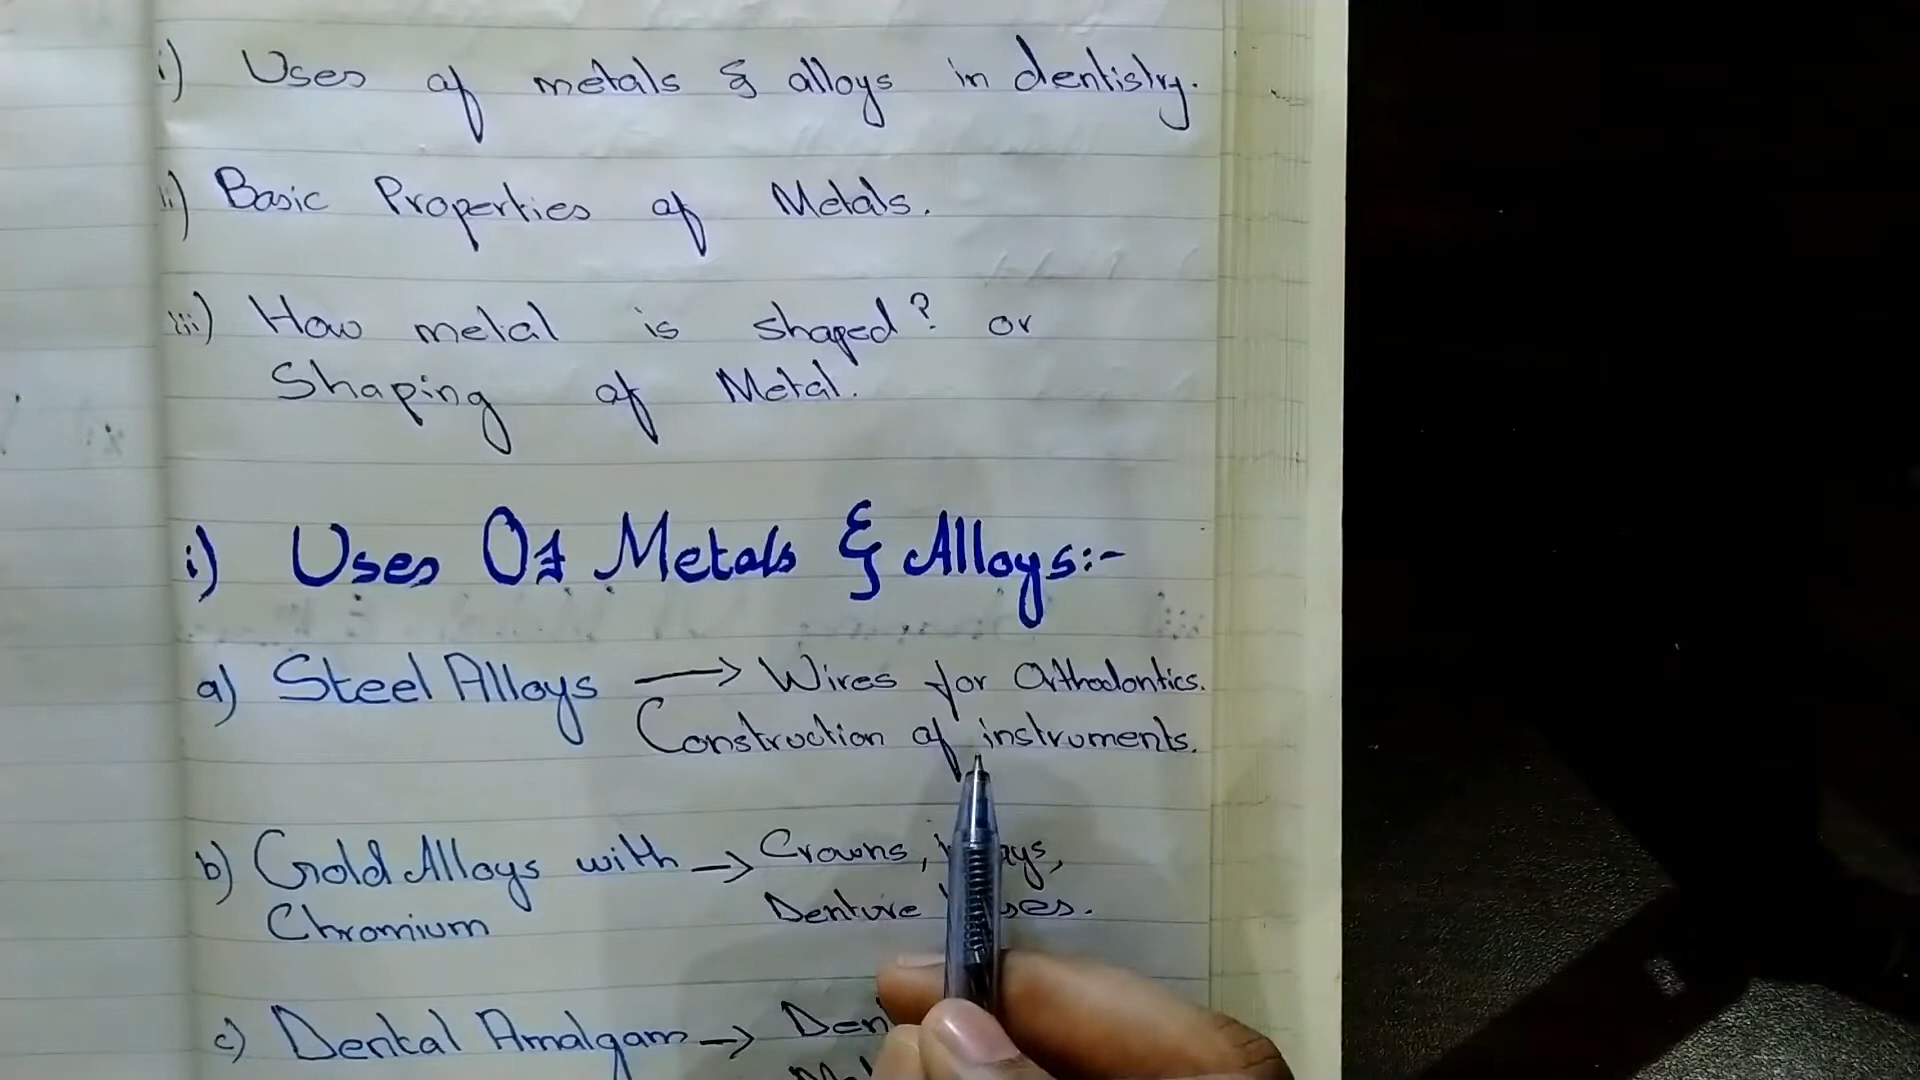 i) Uses of metals & alloys in dentistry.
ii) Basic Properties of Metals.
iii) How metal is shaped? or
Shaping of Metal.
i) Uses Of Metals & Alloys:-
a) Steel Alloys → Wires for Orthodontics.
Construction of instruments.
b) Gold Alloys with → Crowns,
Chromium Denture
c) Dental Amalgam →